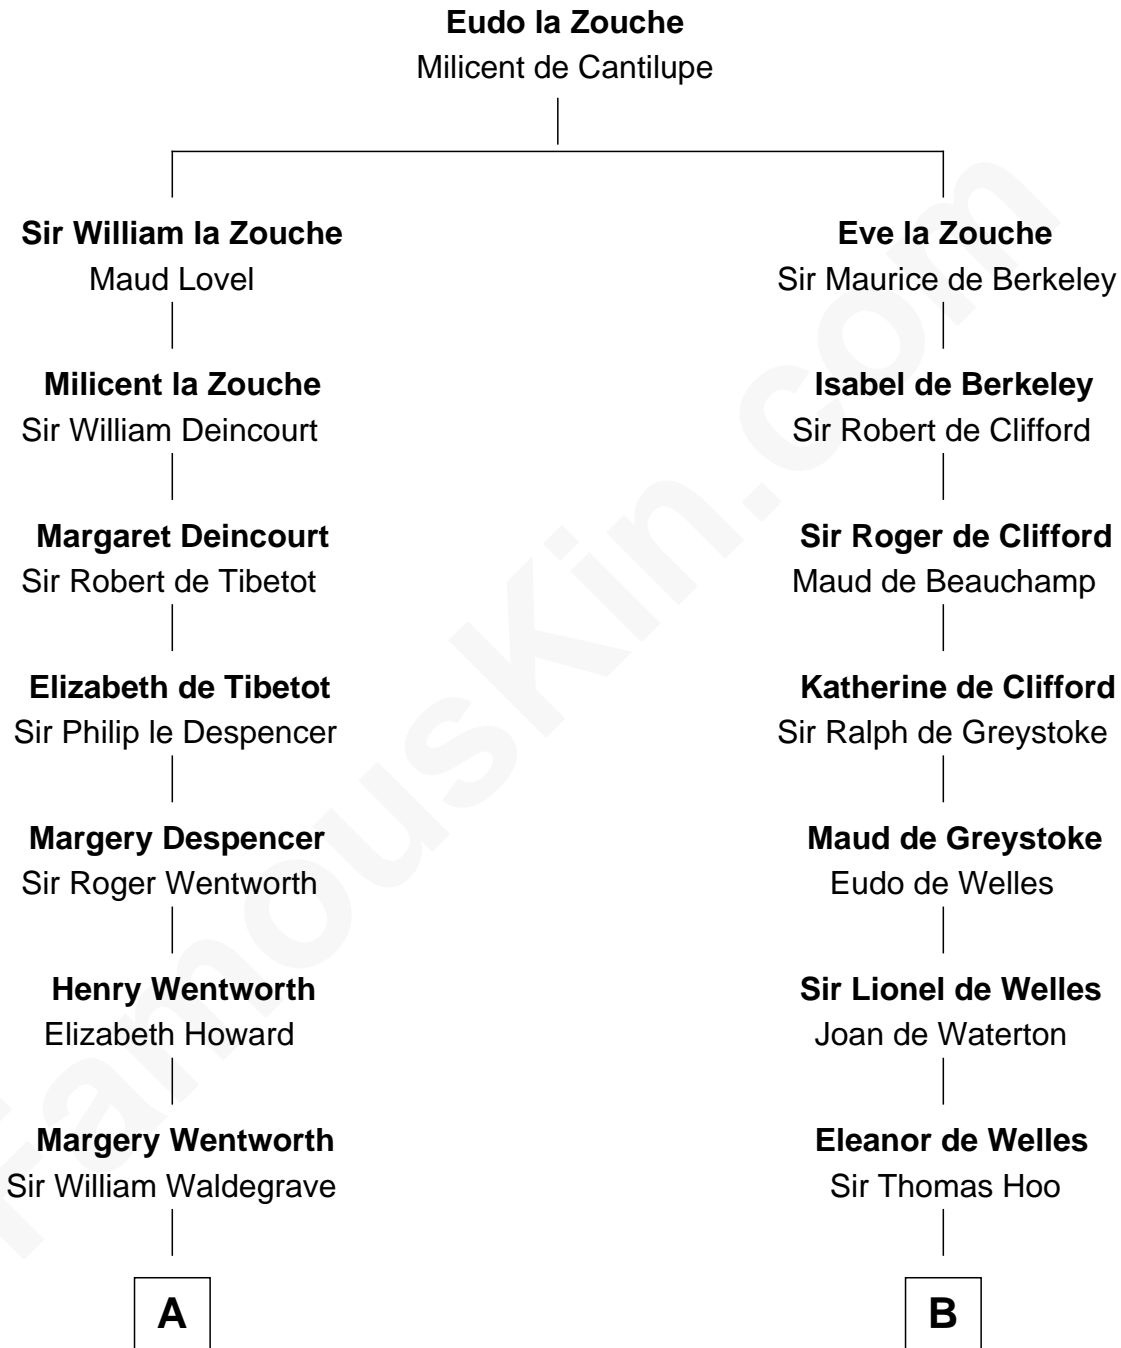 Eudo la Zouche
Milicent de Cantilupe
Sir William la Zouche
Maud Lovel
Eve la Zouche
Sir Maurice de Berkeley
Milicent la Zouche
Sir William Deincourt
Isabel de Berkeley
Sir Robert de Clifford
Margaret Deincourt
Sir Robert de Tibetot
Sir Roger de Clifford
Maud de Beauchamp
Elizabeth de Tibetot
Sir Philip le Despencer
Katherine de Clifford
Sir Ralph de Greystoke
Margery Despencer
Sir Roger Wentworth
Maud de Greystoke
Eudo de Welles
Henry Wentworth
Elizabeth Howard
Sir Lionel de Welles
Joan de Waterton
Margery Wentworth
Sir William Waldegrave
Eleanor de Welles
Sir Thomas Hoo
A
B
FamousKin.com